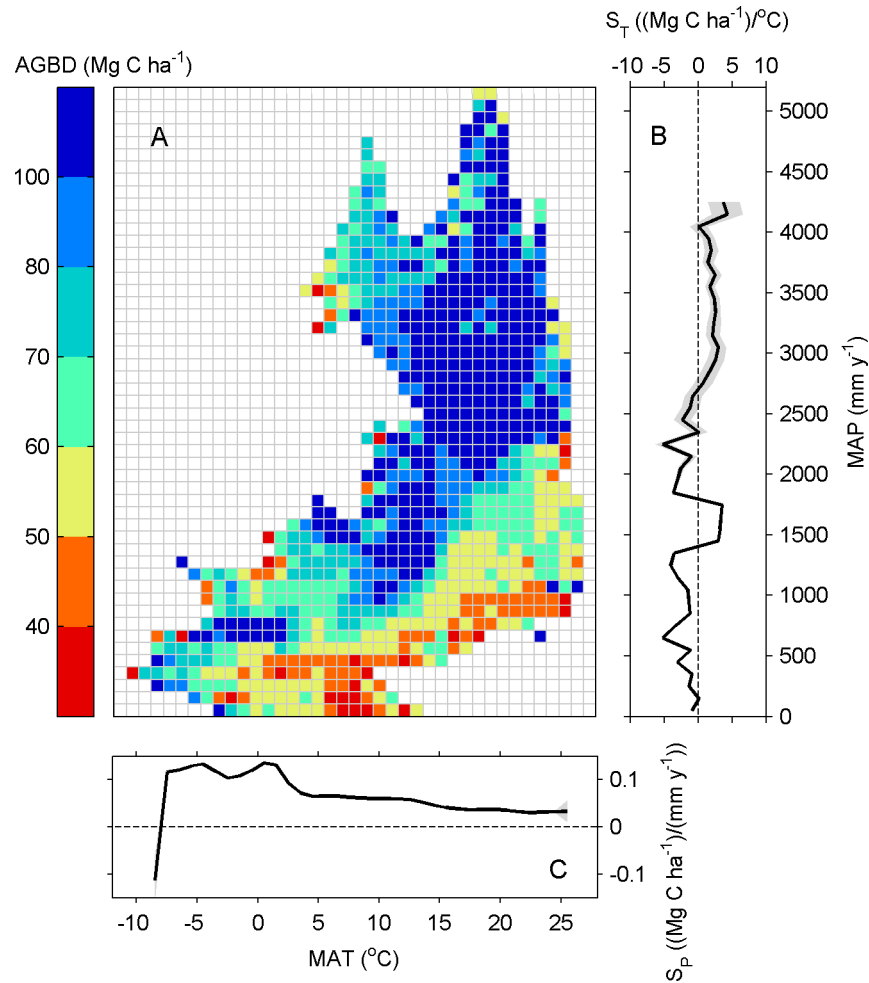 S_T ((Mg C ha⁻¹)/°C)
-10 -5 0 5 10
AGBD (Mg C ha⁻¹)
A
B
100
80
70
60
50
40
5000
4500
4000
3500
3000
2500
2000
1500
1000
500
0
MAP (mm y⁻¹)
0.1
0
-0.1
C
S_P ((Mg C ha⁻¹)/(mm y⁻¹))
-10 -5 0 5 10 15 20 25
MAT (°C)